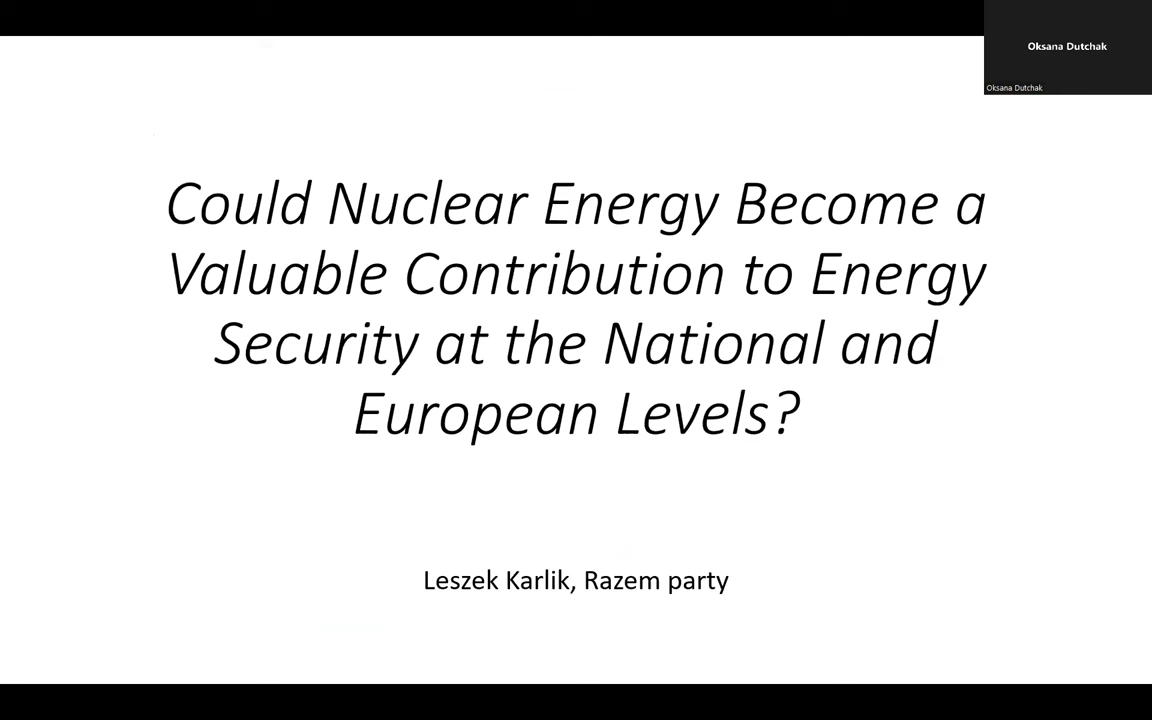 Oksana Dutchak
Oksana Dutchak
Could Nuclear Energy Become a
Valuable Contribution to Energy
Security at the National and
European Levels?
Leszek Karlik, Razem party